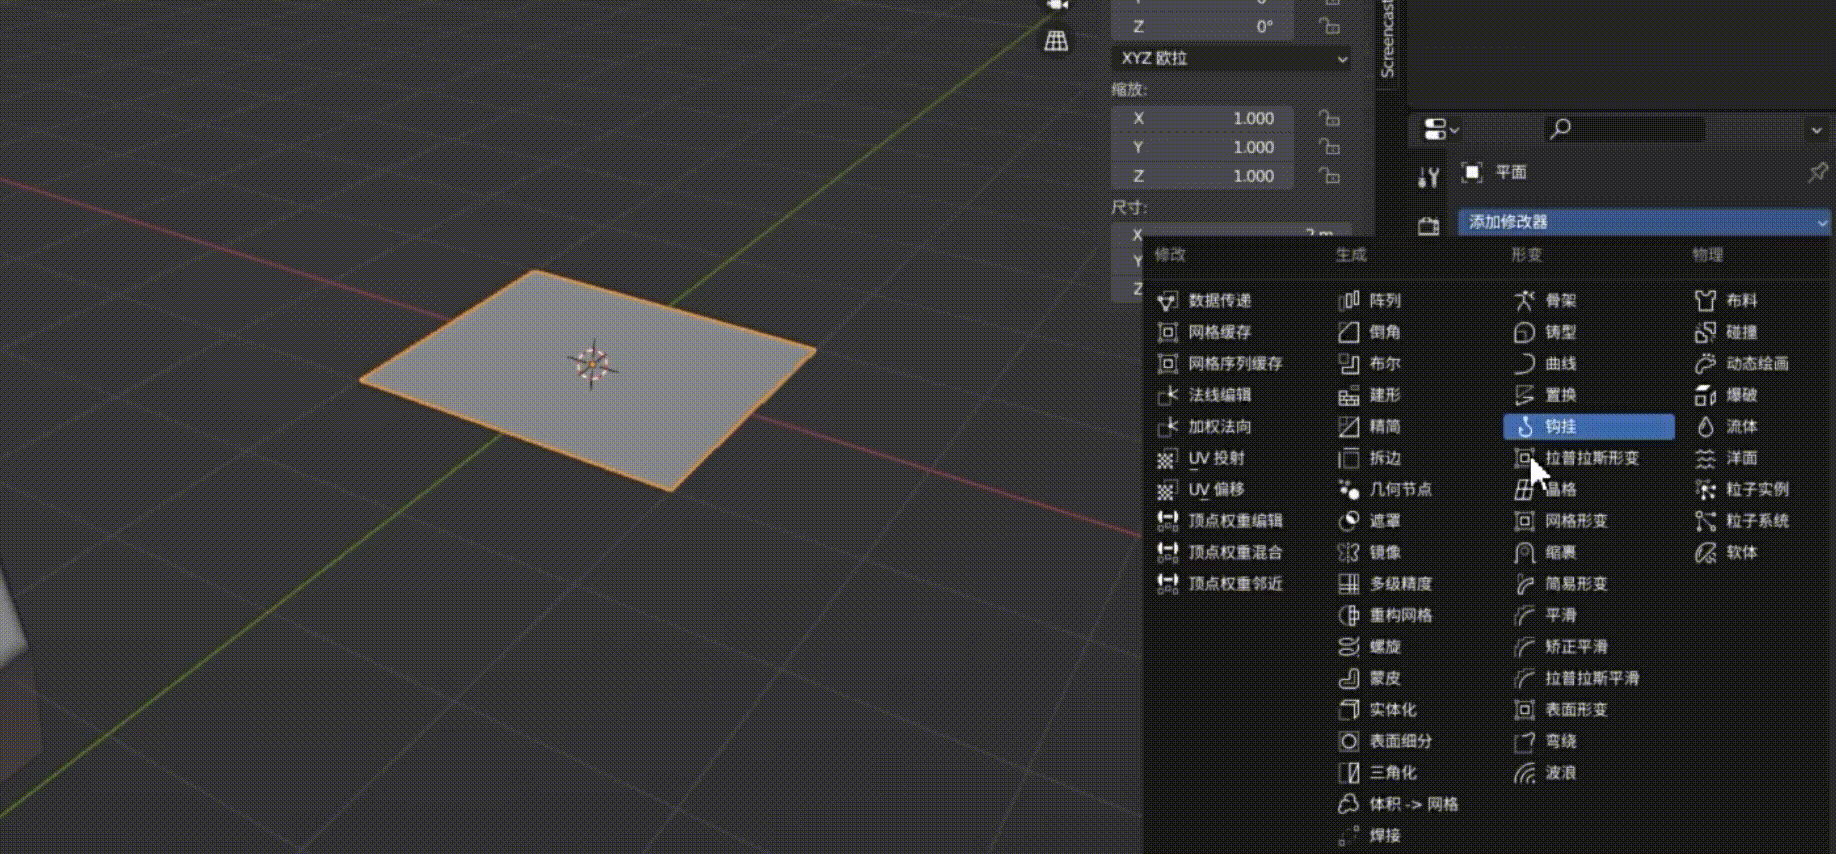 Z 0°
XYZ 欧拉
缩放:
X 1.000
Y 1.000
Z 1.000
尺寸:
X 2 m
Y
Z
Screencast
平面
添加修改器
修改 生成 形变 物理
数据传递 阵列 骨架 布料
网格缓存 倒角 铸型 碰撞
网格序列缓存 布尔 曲线 动态绘画
法线编辑 建形 置换 爆破
加权法向 精简 钩挂 流体
UV 投射 拆边 拉普拉斯形变 洋面
UV 偏移 几何节点 晶格 粒子实例
顶点权重编辑 遮罩 网格形变 粒子系统
顶点权重混合 镜像 缩裹 软体
顶点权重邻近 多级精度 简易形变
重构网格 平滑
螺旋 矫正平滑
蒙皮 拉普拉斯平滑
实体化 表面形变
表面细分 弯绕
三角化 波浪
体积 -> 网格
焊接